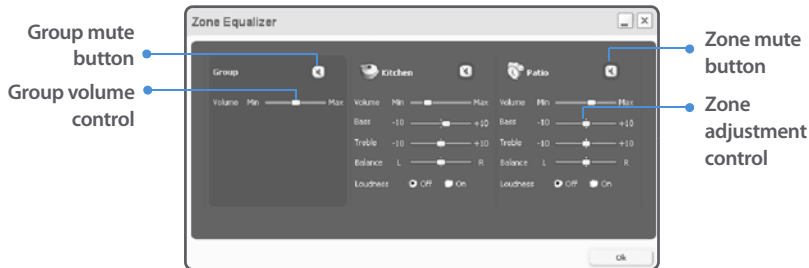 Zone Equalizer
Group mute
button
Group volume
control
Group
Volume Min Max
Kitchen
Volume Min Max
Bass -10 +10
Treble -10 +10
Balance L R
Loudness Off On
Patio
Volume Min Max
Bass -10 +10
Treble -10 +10
Balance L R
Loudness Off On
Ok
Zone mute
button
Zone
adjustment
control